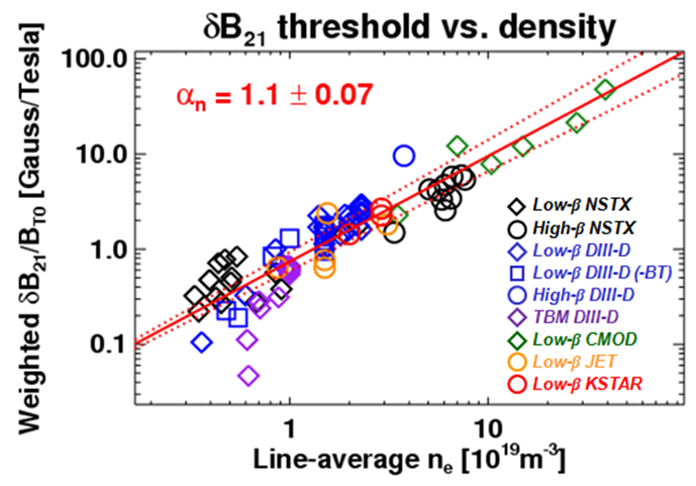 δB21 threshold vs. density
Weighted δB21/BT0 [Gauss/Tesla]
100.0
10.0
1.0
0.1
αn = 1.1 ± 0.07
Low-β NSTX
High-β NSTX
Low-β DIII-D
Low-β DIII-D (-BT)
High-β DIII-D
TBM DIII-D
Low-β CMOD
Low-β JET
Low-β KSTAR
1
10
Line-average ne [10^19m^-3]